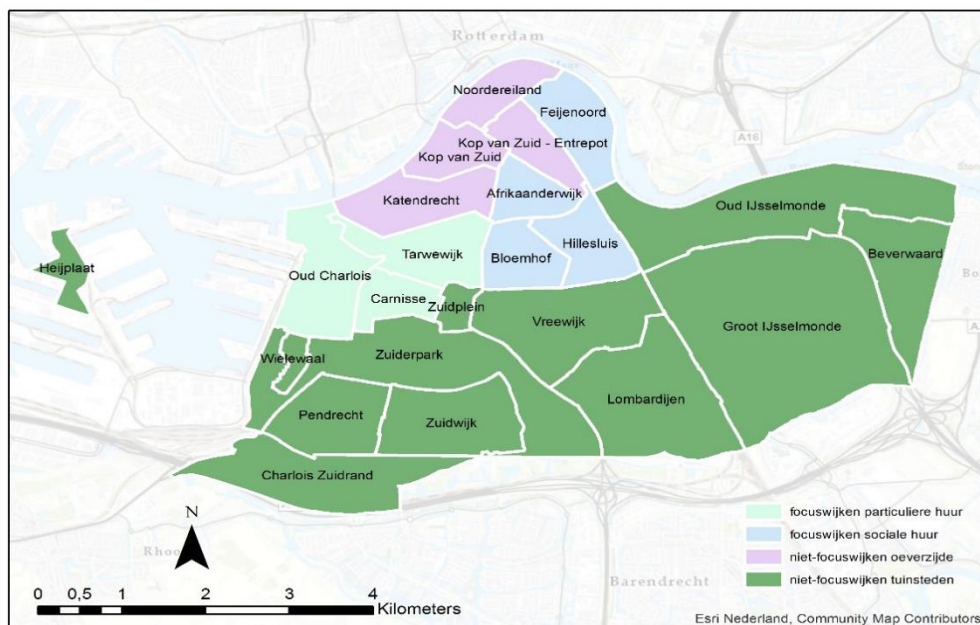 Rotterdam
Noordereiland
Feijenoord
Kop van Zuid - Entrepot
Kop van Zuid
A16
Afrikaanderwijk
Katendrecht
Oud IJsselmonde
Hillesluis
Tarwewijk
Bloemhof
Beverwaard
Heijplaat
Oud Charlois
Carnisse
Zuidplein
Vreewijk
Groot IJsselmonde
Wielewaal
Zuiderpark
Lombardijen
Pendrecht
Zuidwijk
Charlois Zuidrand
N
focuswijken particuliere huur
focuswijken sociale huur
niet-focuswijken oeverzijde
niet-focuswijken tuinsteden
Barendrecht
0 0,5 1 2 3 4
Kilometers
Esri Nederland, Community Map Contributors